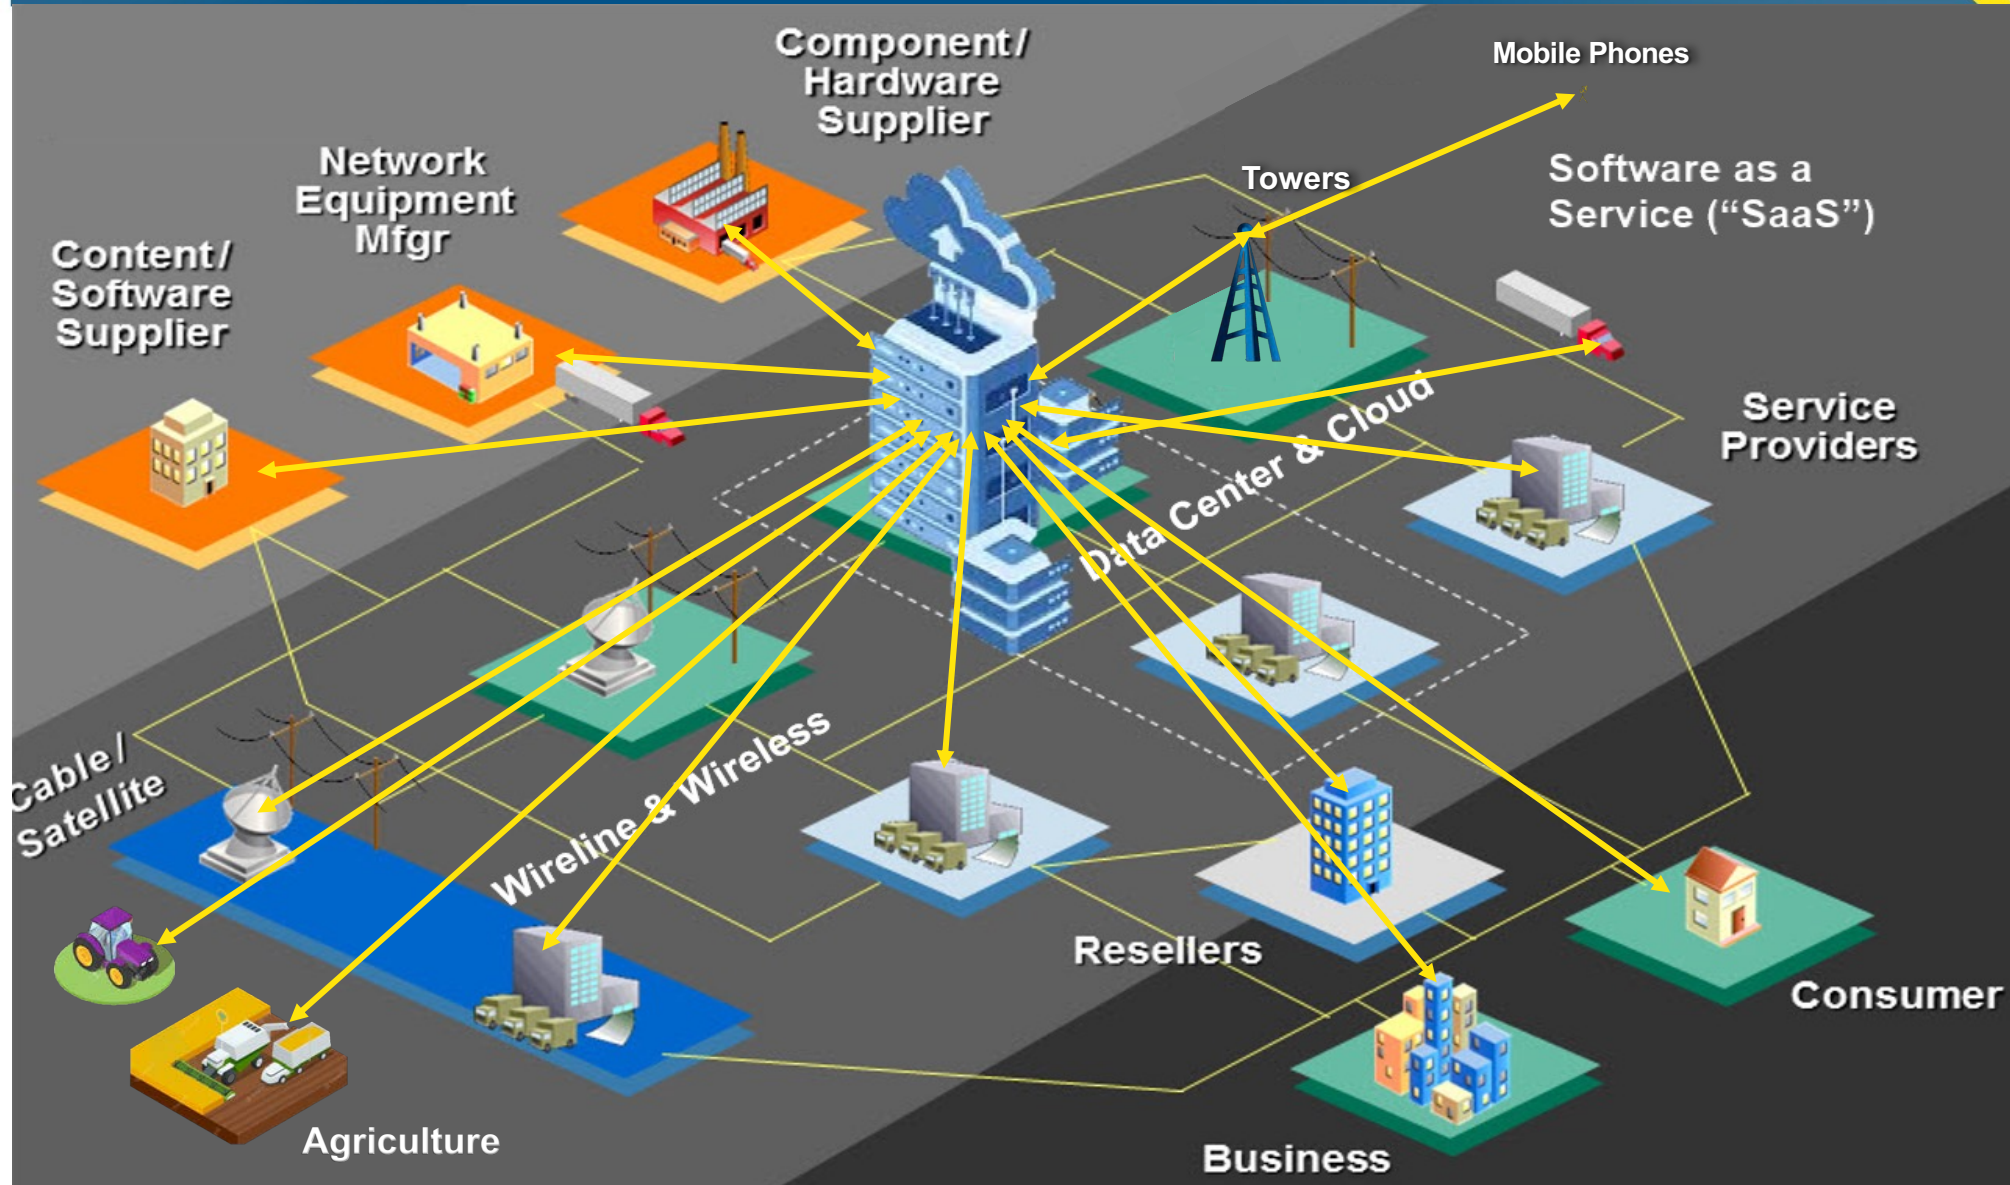 Component/
Hardware
Supplier
Mobile Phones
Network
Equipment
Mfgr
Towers
Software as a
Service (“SaaS”)
Content/
Software
Supplier
Data Center & Cloud
Service
Providers
Cable/
Satellite
Wireline & Wireless
Resellers
Consumer
Agriculture
Business